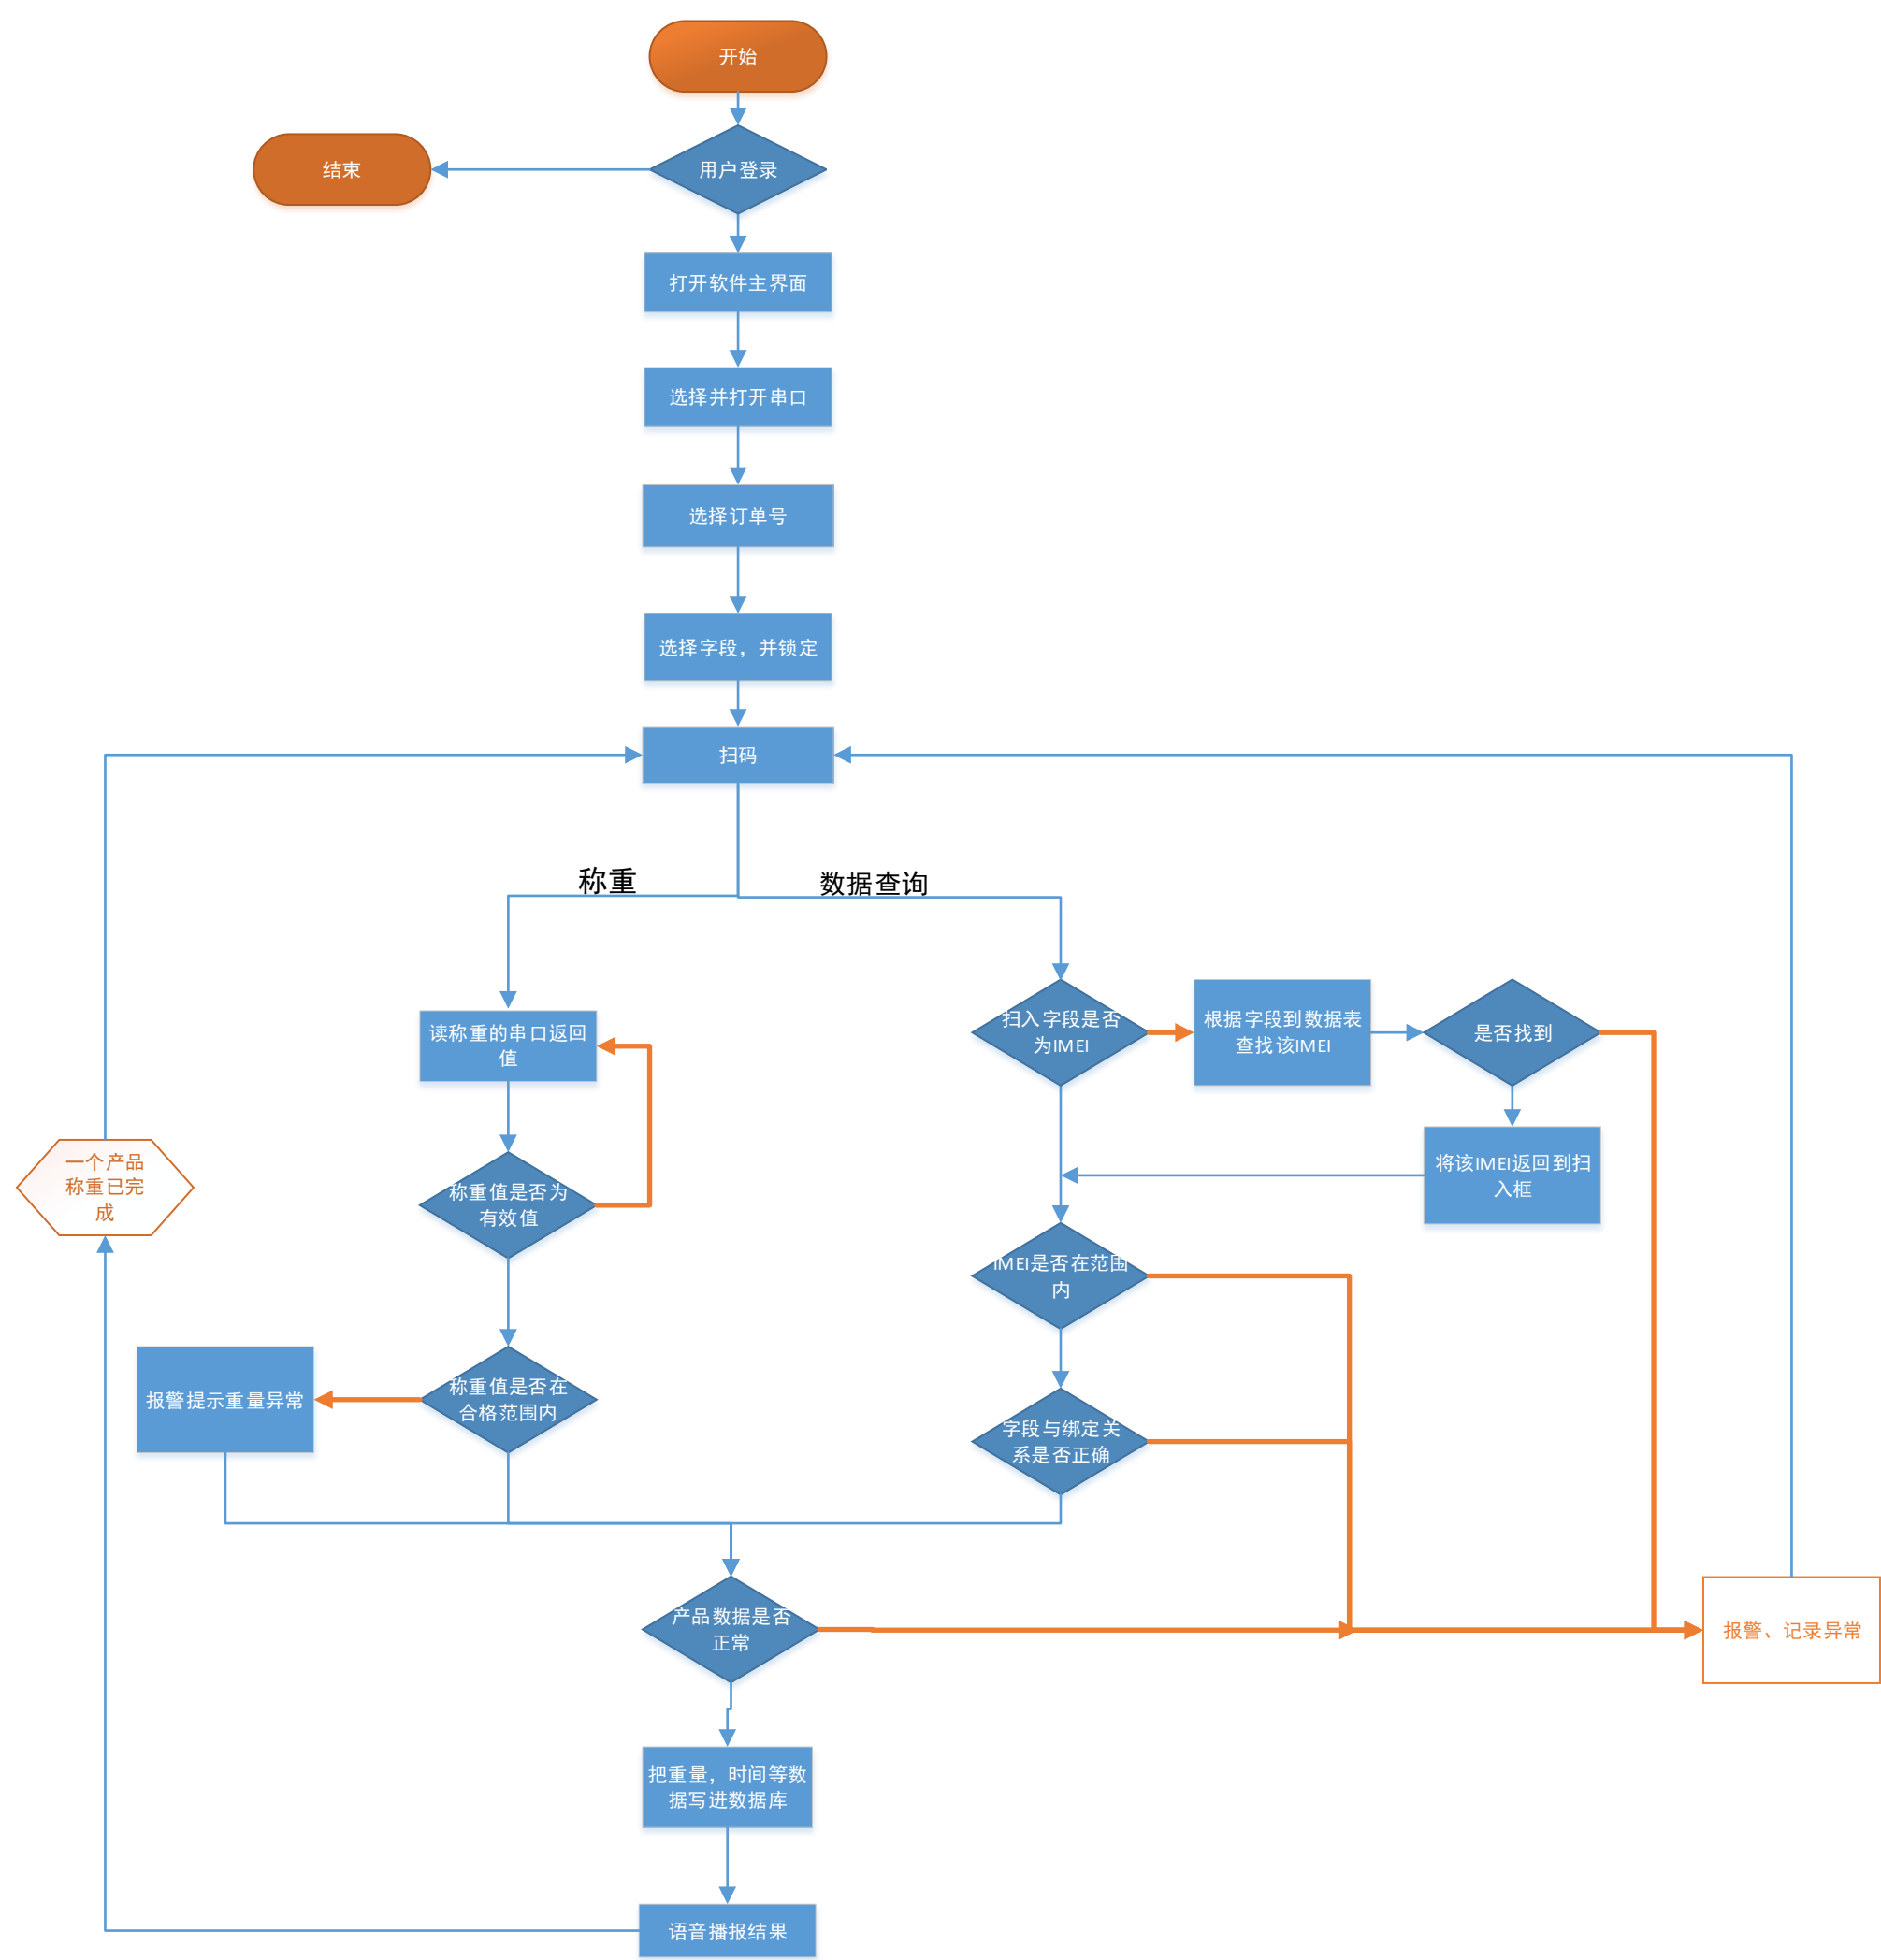 开始
用户登录
结束
打开软件主界面
选择并打开串口
选择订单号
选择字段，并锁定
扫码
称重
数据查询
读称重的串口返回
值
扫入字段是否
为IMEI
根据字段到数据表
查找该IMEI
是否找到
一个产品
称重已完
成
称重值是否为
有效值
将该IMEI返回到扫
入框
IMEI是否在范围
内
报警提示重量异常
称重值是否在
合格范围内
字段与绑定关
系是否正确
产品数据是否
正常
报警、记录异常
把重量，时间等数
据写进数据库
语音播报结果